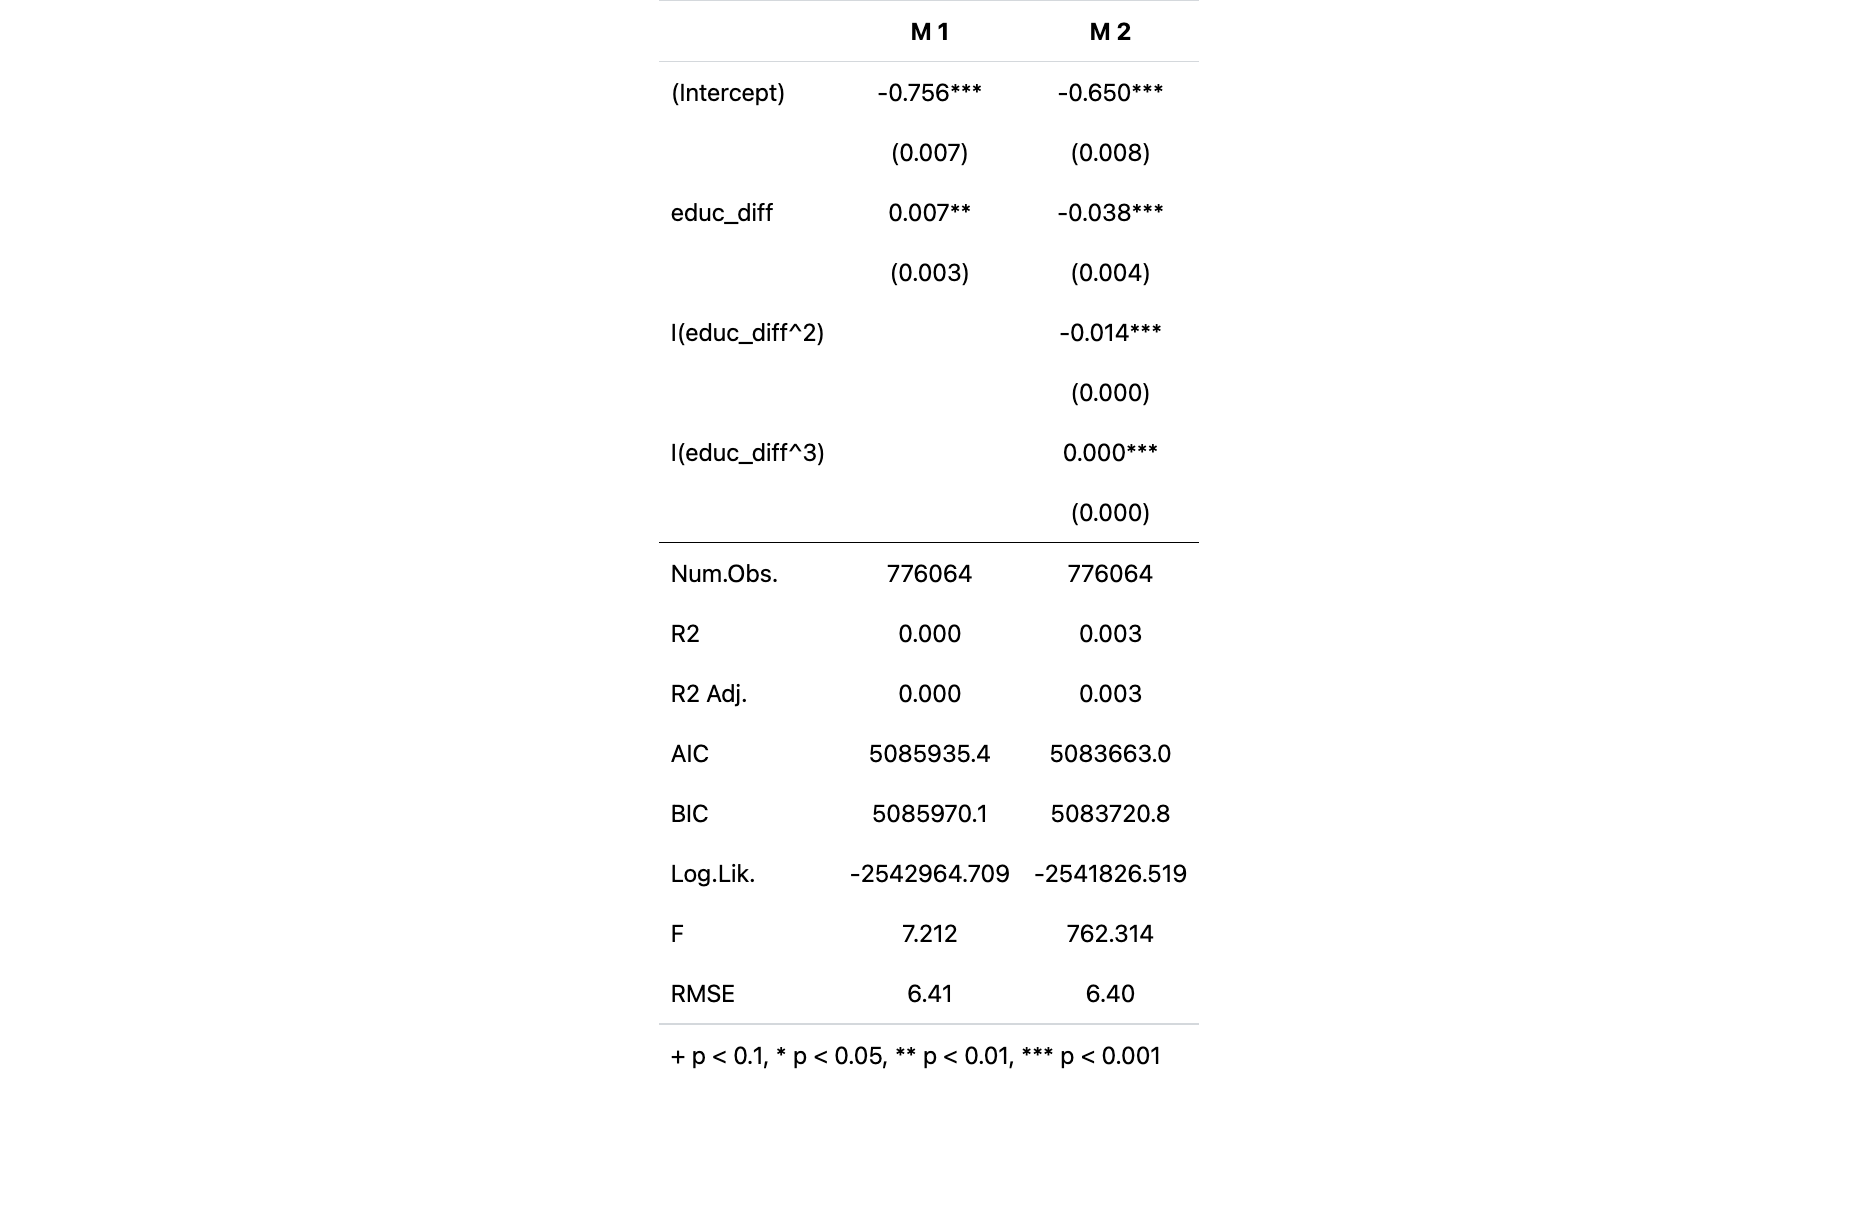 M 1 M 2
(Intercept) -0.756*** -0.650***
(0.007) (0.008)
educ_diff 0.007** -0.038***
(0.003) (0.004)
I(educ_diff^2) -0.014***
(0.000)
I(educ_diff^3) 0.000***
(0.000)
Num.Obs. 776064 776064
R2 0.000 0.003
R2 Adj. 0.000 0.003
AIC 5085935.4 5083663.0
BIC 5085970.1 5083720.8
Log.Lik. -2542964.709 -2541826.519
F 7.212 762.314
RMSE 6.41 6.40
+ p < 0.1, * p < 0.05, ** p < 0.01, *** p < 0.001